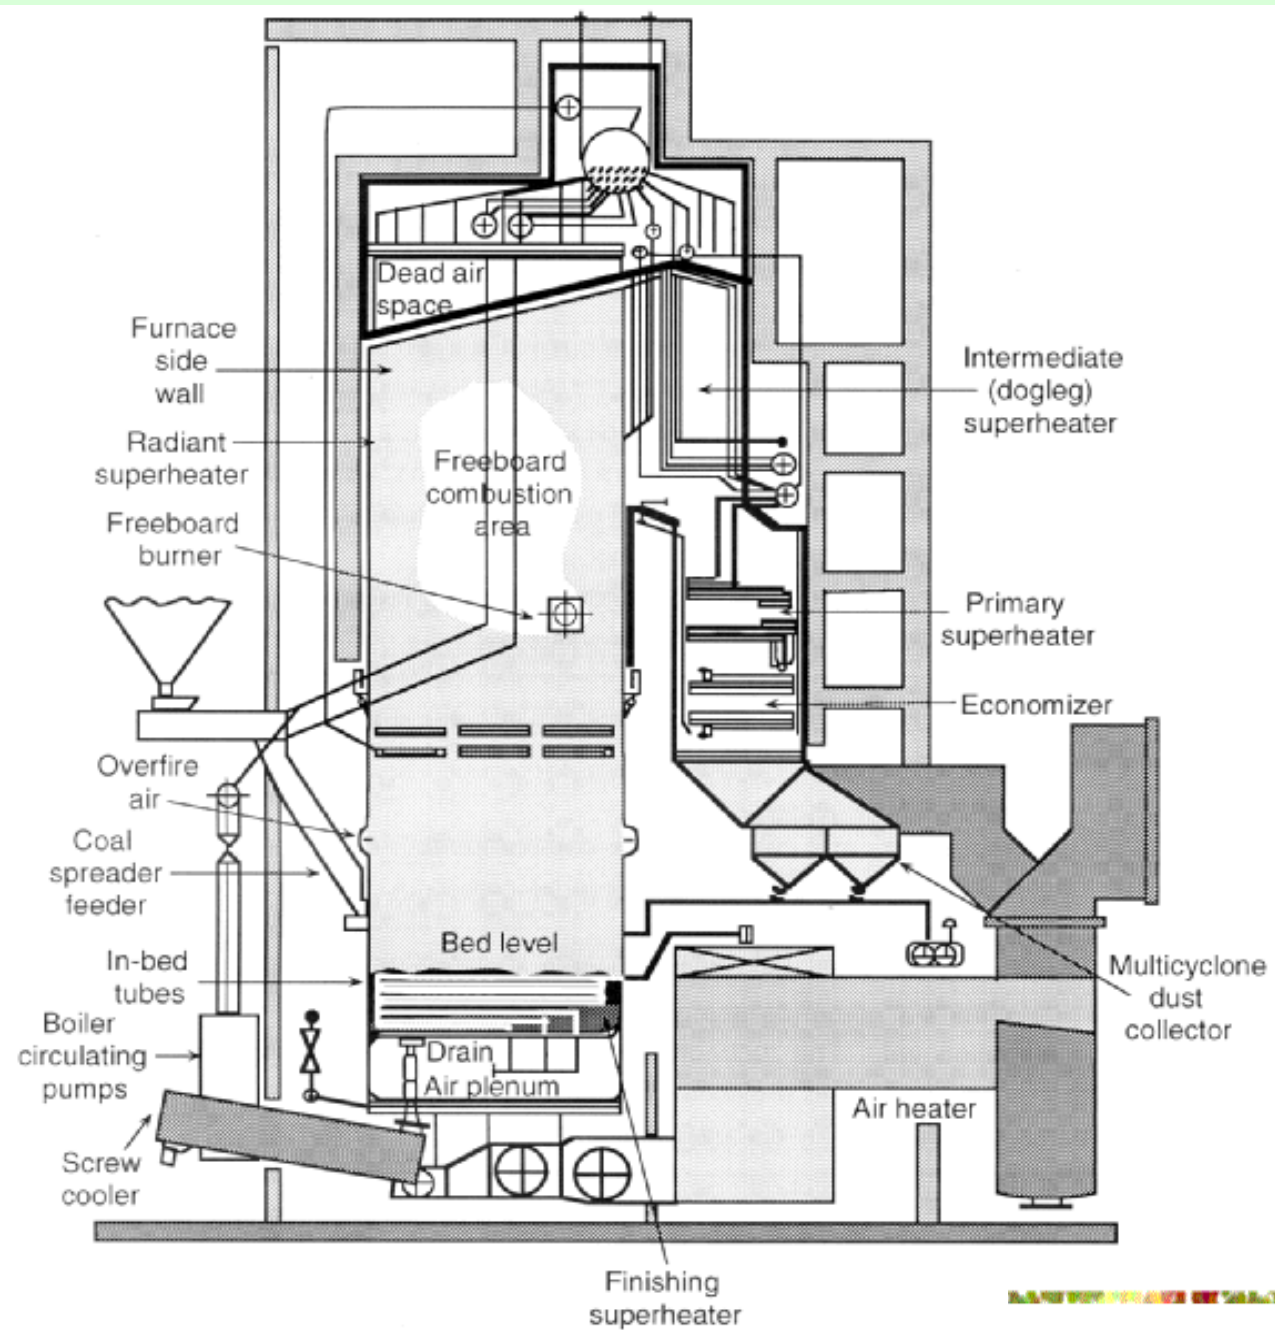 Dead air
space
Furnace
side
wall
Intermediate
(dogleg)
superheater
Radiant
superheater
Freeboard
combustion
area
Freeboard
burner
Primary
superheater
Economizer
Overfire
air
Coal
spreader
feeder
Bed level
In-bed
tubes
Multicyclone
dust
collector
Boiler
circulating
pumps
Drain
Air plenum
Air heater
Screw
cooler
Finishing
superheater